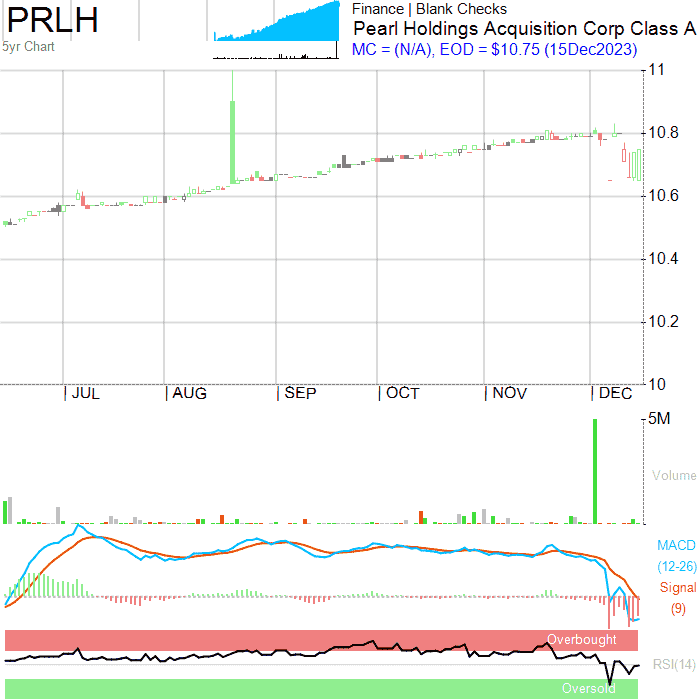 PRLH
5yr Chart
Finance | Blank Checks
Pearl Holdings Acquisition Corp Class A
MC = (N/A), EOD = $10.75 (15Dec2023)
11
10.8
10.6
10.4
10.2
10
| JUL | AUG | SEP | OCT | NOV | DEC
5M
Volume
MACD
(12-26)
Signal
(9)
Overbought
RSI(14)
Oversold